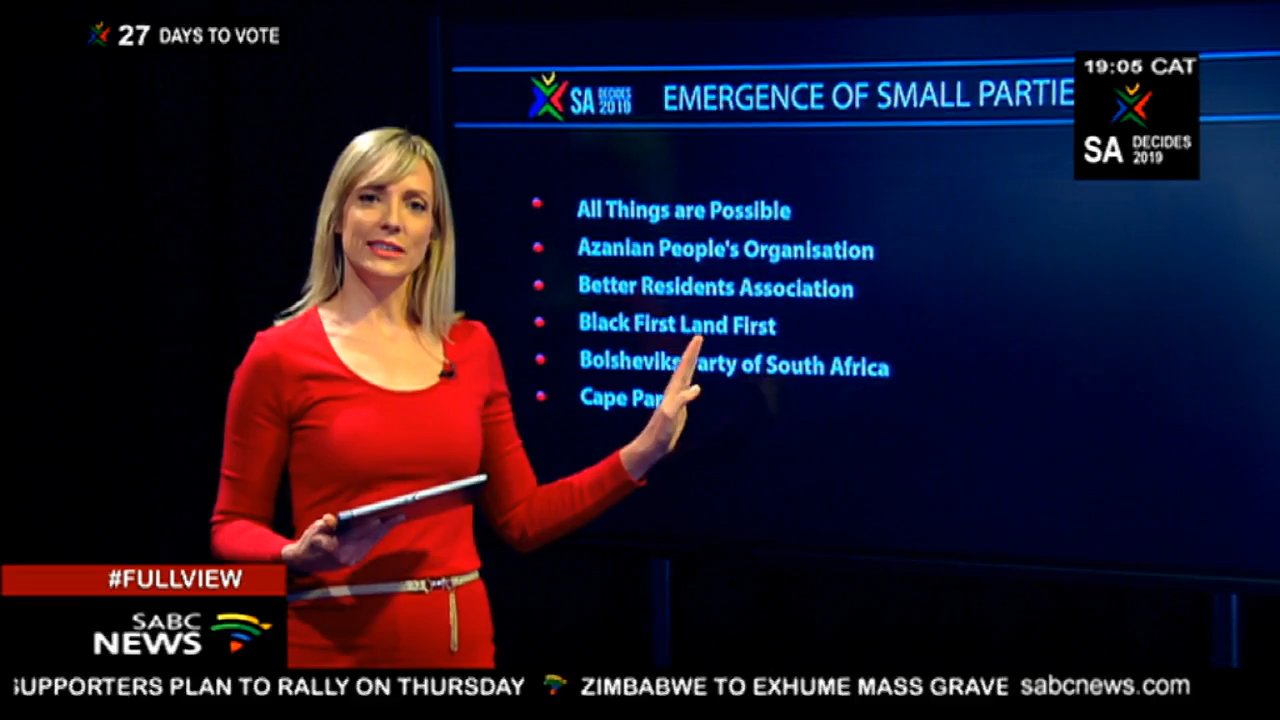 27 DAYS TO VOTE
19:05 CAT
SA DECIDES 2019
EMERGENCE OF SMALL PARTIE
SA DECIDES 2019
All Things are Possible
Azanian People's Organisation
Better Residents Association
Black First Land First
Bolsheviks arty of South Africa
Cape Par
#FULLVIEW
SABC
NEWS
SUPPORTERS PLAN TO RALLY ON THURSDAY ZIMBABWE TO EXHUME MASS GRAVE sabcnews.com